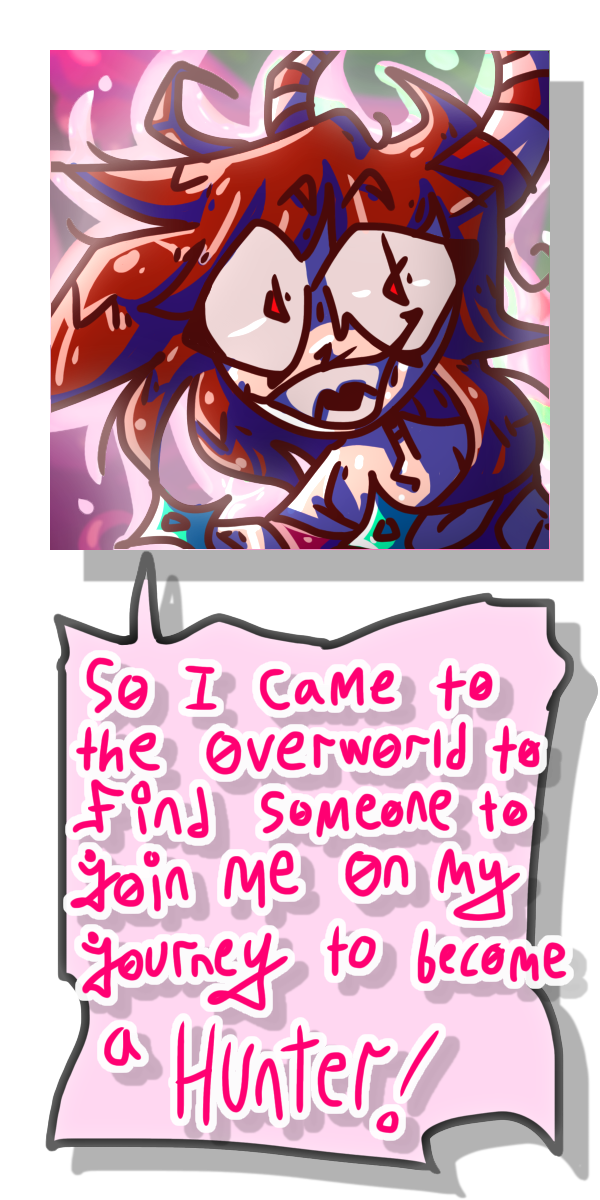 So I came to
the overworld to
find someone to
join me on my
journey to become
a Hunter!